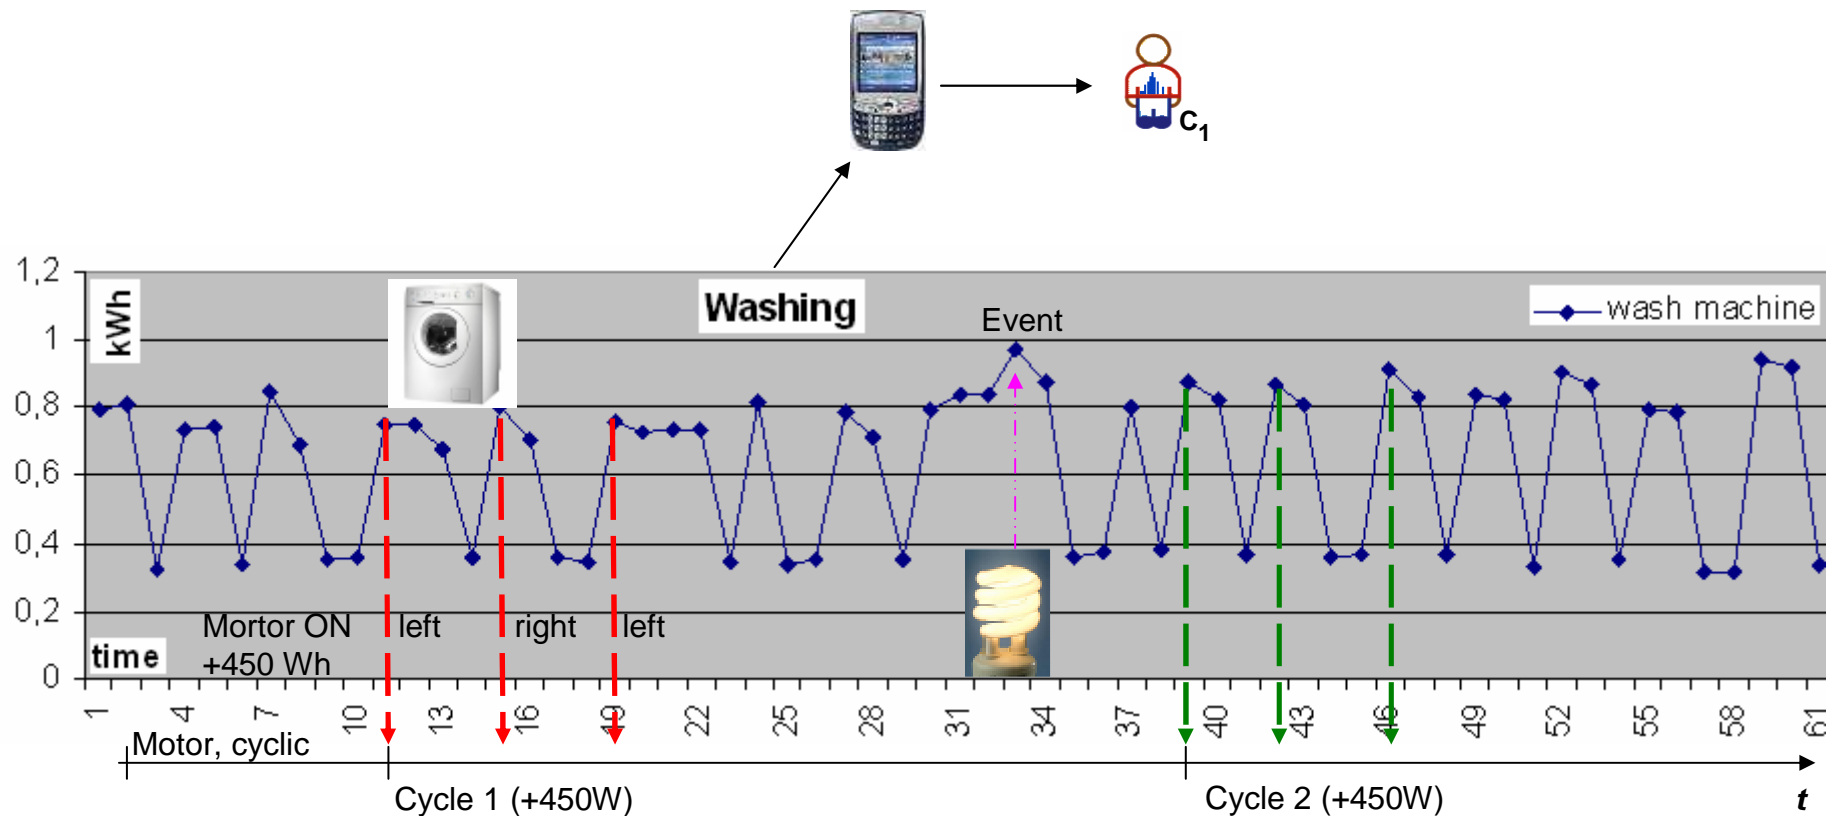 C1
1,2
1
0,8
0,6
0,4
0,2
0
kWh
Washing
Event
wash machine
Mortor ON
+450 Wh
left
right
left
time
1 4 7 10 13 16 19 22 25 28 31 34 37 40 43 46 49 52 55 58 61
Motor, cyclic
Cycle 1 (+450W)
Cycle 2 (+450W)
t